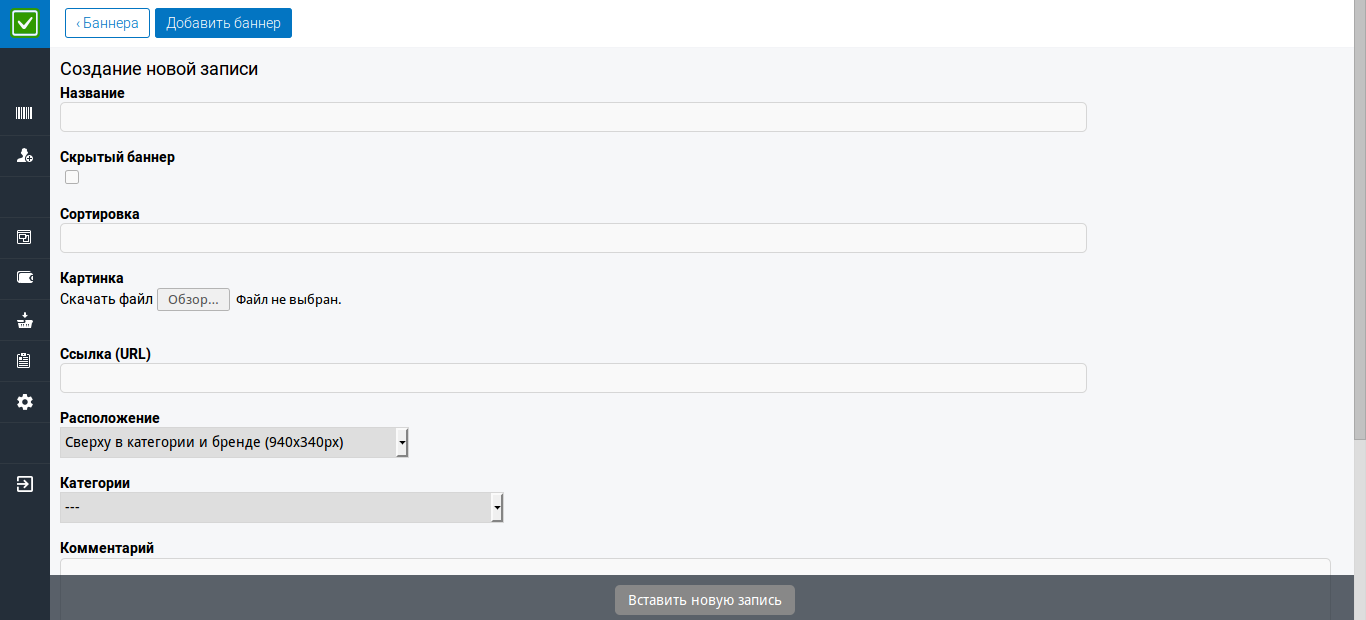 ‹ Баннера
Добавить баннер
Создание новой записи
Название
Скрытый баннер
Сортировка
Картинка
Скачать файл Обзор... Файл не выбран.
Ссылка (URL)
Расположение
Сверху в категории и бренде (940x340px)
Категории
---
Комментарий
Вставить новую запись